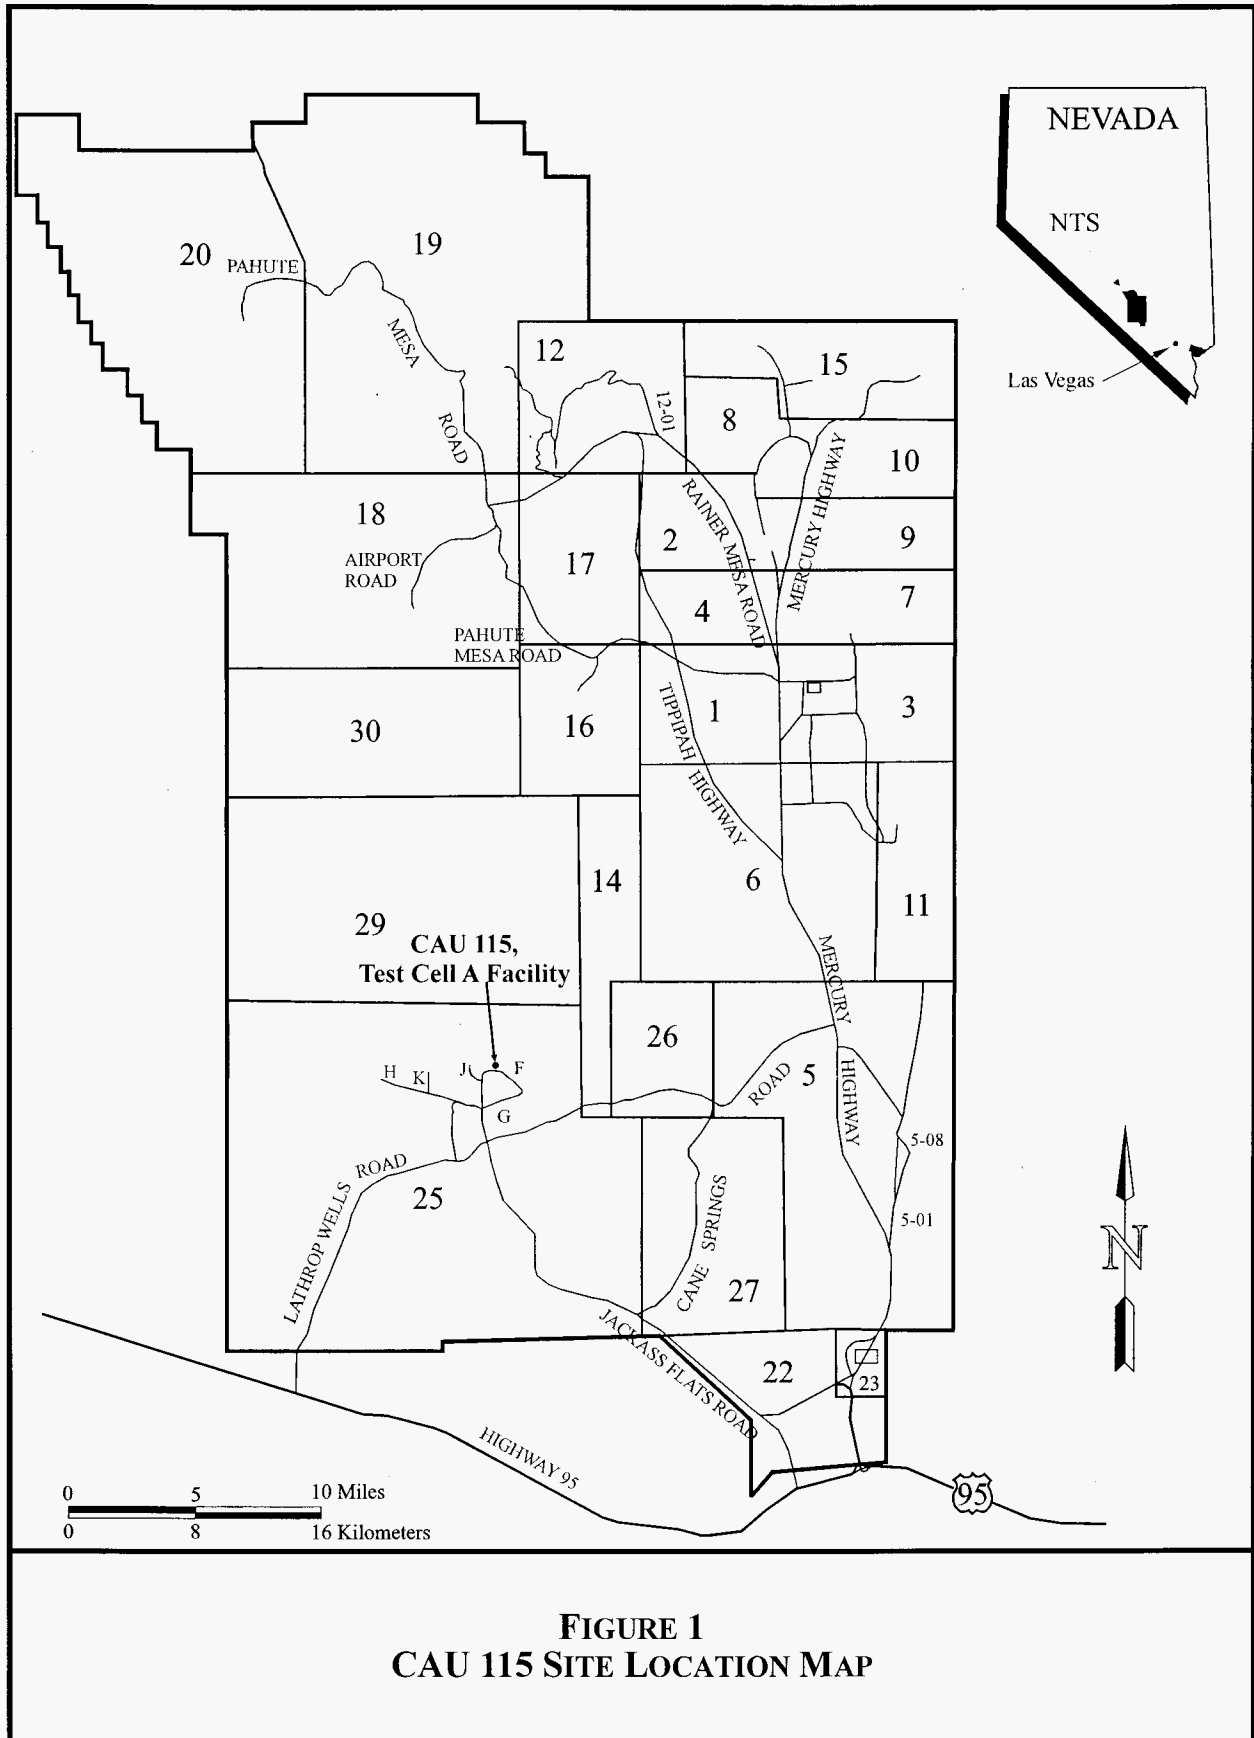 NEVADA
NTS
Las Vegas
20
19
PAHUTE
MESA
ROAD
12
12-01
15
8
10
MERCURY HIGHWAY
RAINER MESA ROAD
18
AIRPORT
ROAD
17
2
9
4
7
PAHUTE
MESA ROAD
30
16
1
3
TIPPIPAH HIGHWAY
14
6
11
29
CAU 115,
Test Cell A Facility
MERCURY
HIGHWAY
26
5
ROAD
H
K
J
F
G
5-08
5-01
LATHROP WELLS ROAD
25
CANE SPRINGS
27
N
JACKASS FLATS ROAD
22
23
HIGHWAY 95
95
0 5 10 Miles
0 8 16 Kilometers
FIGURE 1
CAU 115 SITE LOCATION MAP